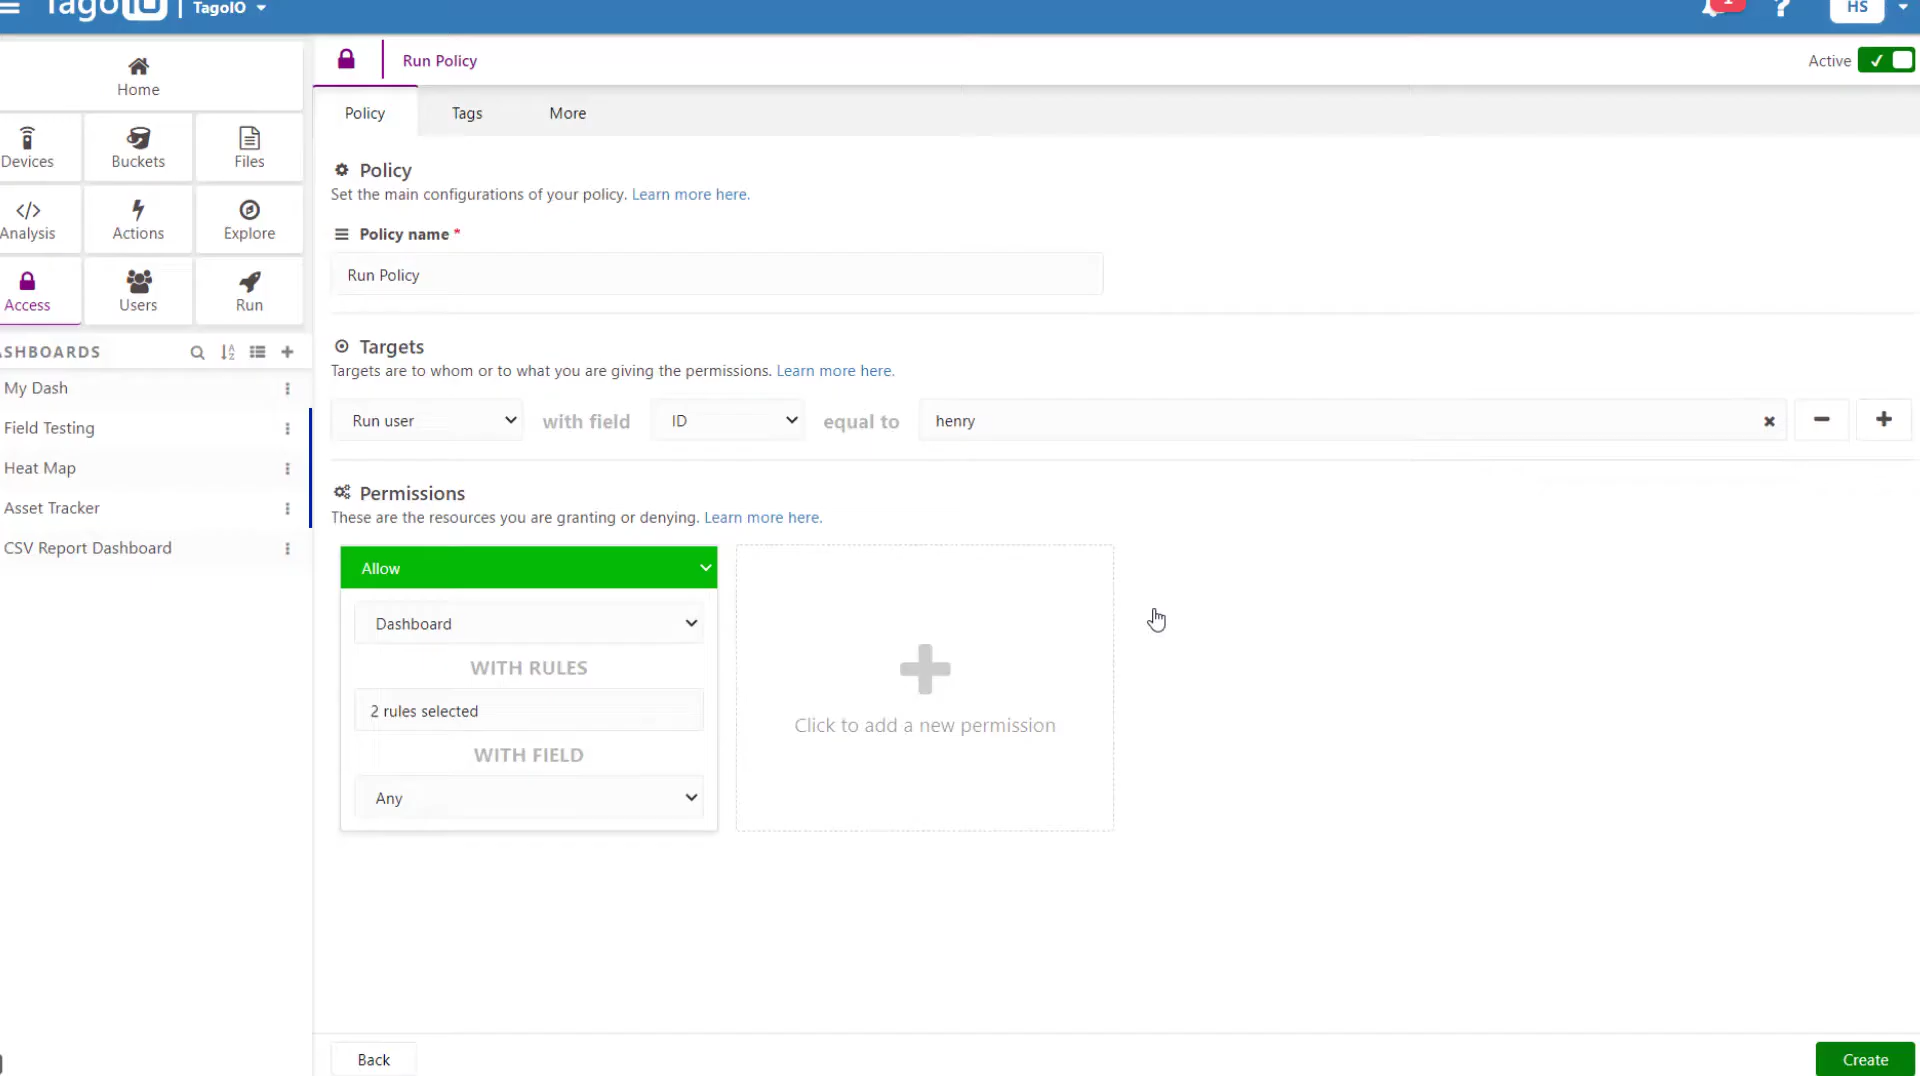 TagoIO
TagoIO
1
HS
Home
Devices
Buckets
Files
Analysis
Actions
Explore
Access
Users
Run
ASHBOARDS
My Dash
Field Testing
Heat Map
Asset Tracker
CSV Report Dashboard
Run Policy
Active
Policy
Tags
More
Policy
Set the main configurations of your policy. Learn more here.
Policy name *
Run Policy
Targets
Targets are to whom or to what you are giving the permissions. Learn more here.
Run user with field ID equal to henry
Permissions
These are the resources you are granting or denying. Learn more here.
Allow
Dashboard
WITH RULES
2 rules selected
WITH FIELD
Any
Click to add a new permission
Back
Create